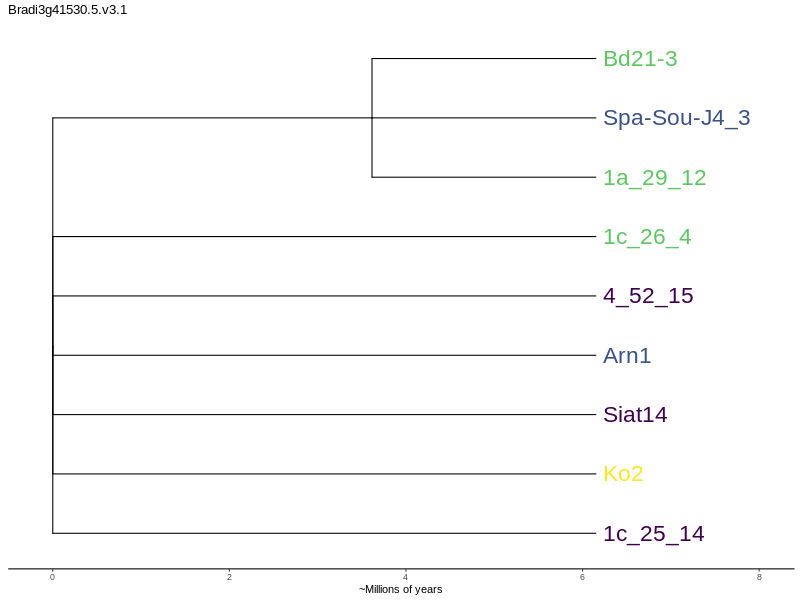 Bradi3g41530.5.v3.1
Bd21-3
Spa-Sou-J4_3
1a_29_12
1c_26_4
4_52_15
Arn1
Siat14
Ko2
1c_25_14
0 2 4 6 8
~Millions of years